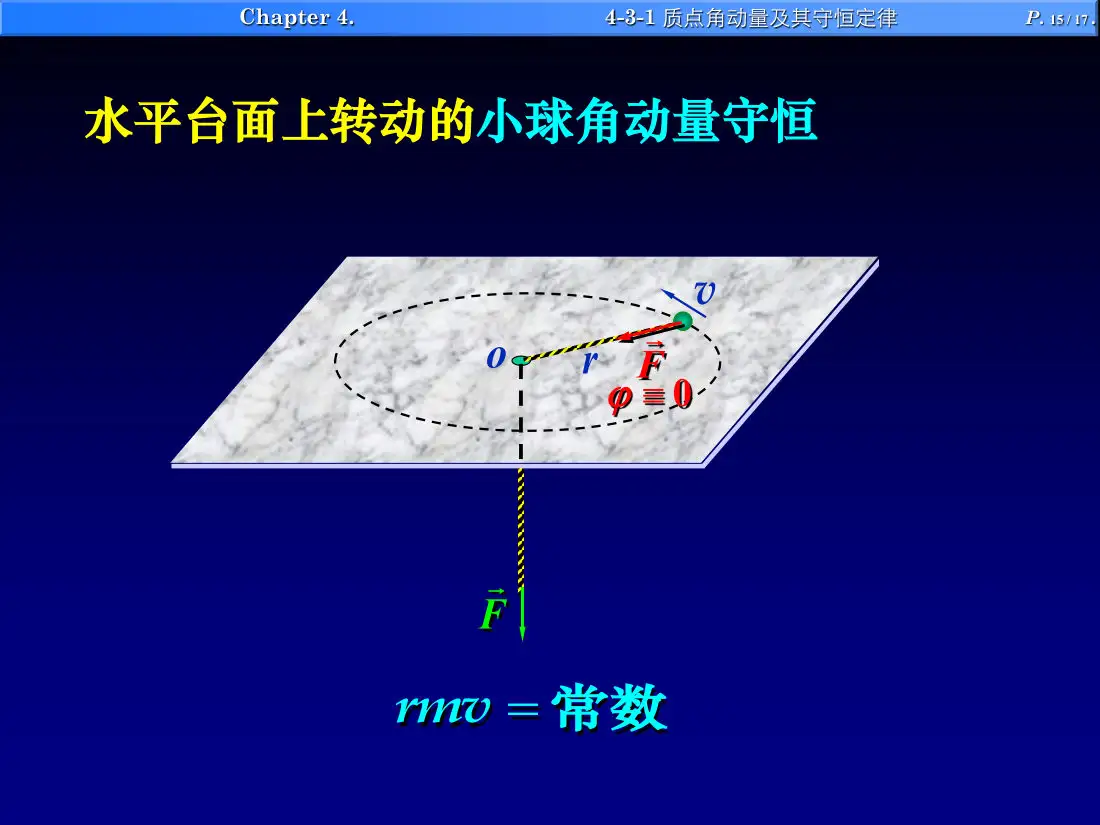 Chapter 4. 4-3-1 质点角动量及其守恒定律 P. 15 / 17 .
水平台面上转动的小球角动量守恒
v
o r F⃗
φ ≡ 0
F⃗
rmv = 常数